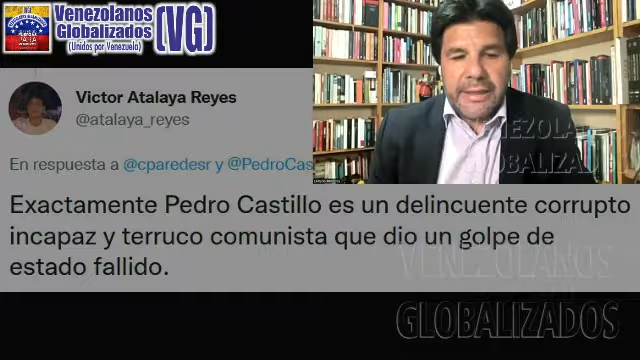 Venezolanos
Globalizados
(Unidos por Venezuela)
(VG)
Victor Atalaya Reyes
@atalaya_reyes
En respuesta a @cparedesr y @PedroCas
Exactamente Pedro Castillo es un delincuente corrupto
incapaz y terruco comunista que dio un golpe de
estado fallido.
VENEZOLANOS
GLOBALIZADOS